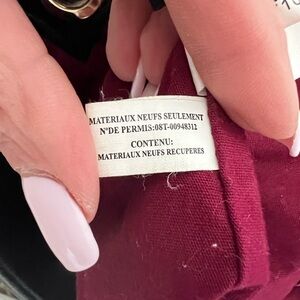 MATERIAUX NEUFS SEULEMENT
N°DE PERMIS:08T-00948312
CONTENU:
MATERIAUX NEUFS RECUPERES